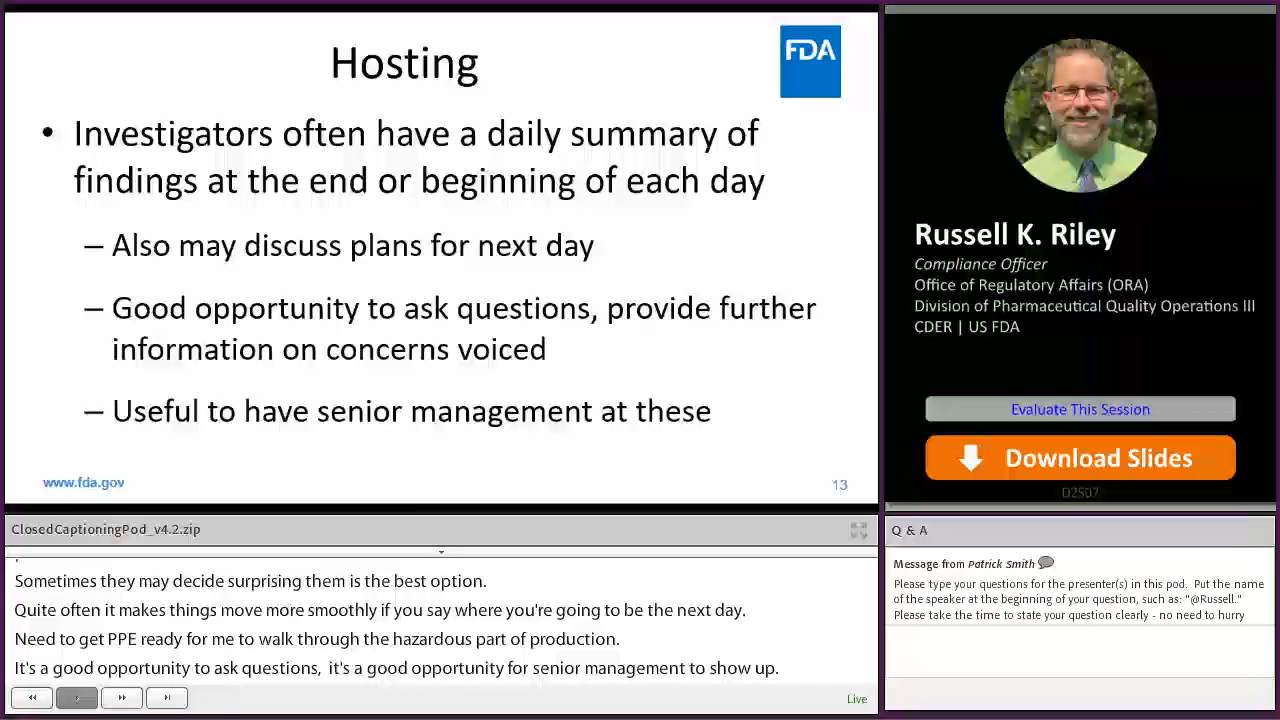 Hosting
FDA
• Investigators often have a daily summary of
findings at the end or beginning of each day
– Also may discuss plans for next day
– Good opportunity to ask questions, provide further
information on concerns voiced
– Useful to have senior management at these
www.fda.gov
13
Russell K. Riley
Compliance Officer
Office of Regulatory Affairs (ORA)
Division of Pharmaceutical Quality Operations III
CDER | US FDA
Evaluate This Session
Download Slides
D2S07
ClosedCaptioningPod_v4.2.zip
Sometimes they may decide surprising them is the best option.
Quite often it makes things move more smoothly if you say where you're going to be the next day.
Need to get PPE ready for me to walk through the hazardous part of production.
It's a good opportunity to ask questions, it's a good opportunity for senior management to show up.
Live
Q & A
Message from Patrick Smith
Please type your questions for the presenter(s) in this pod. Put the name
of the speaker at the beginning of your question, such as: "@Russell."
Please take the time to state your question clearly - no need to hurry